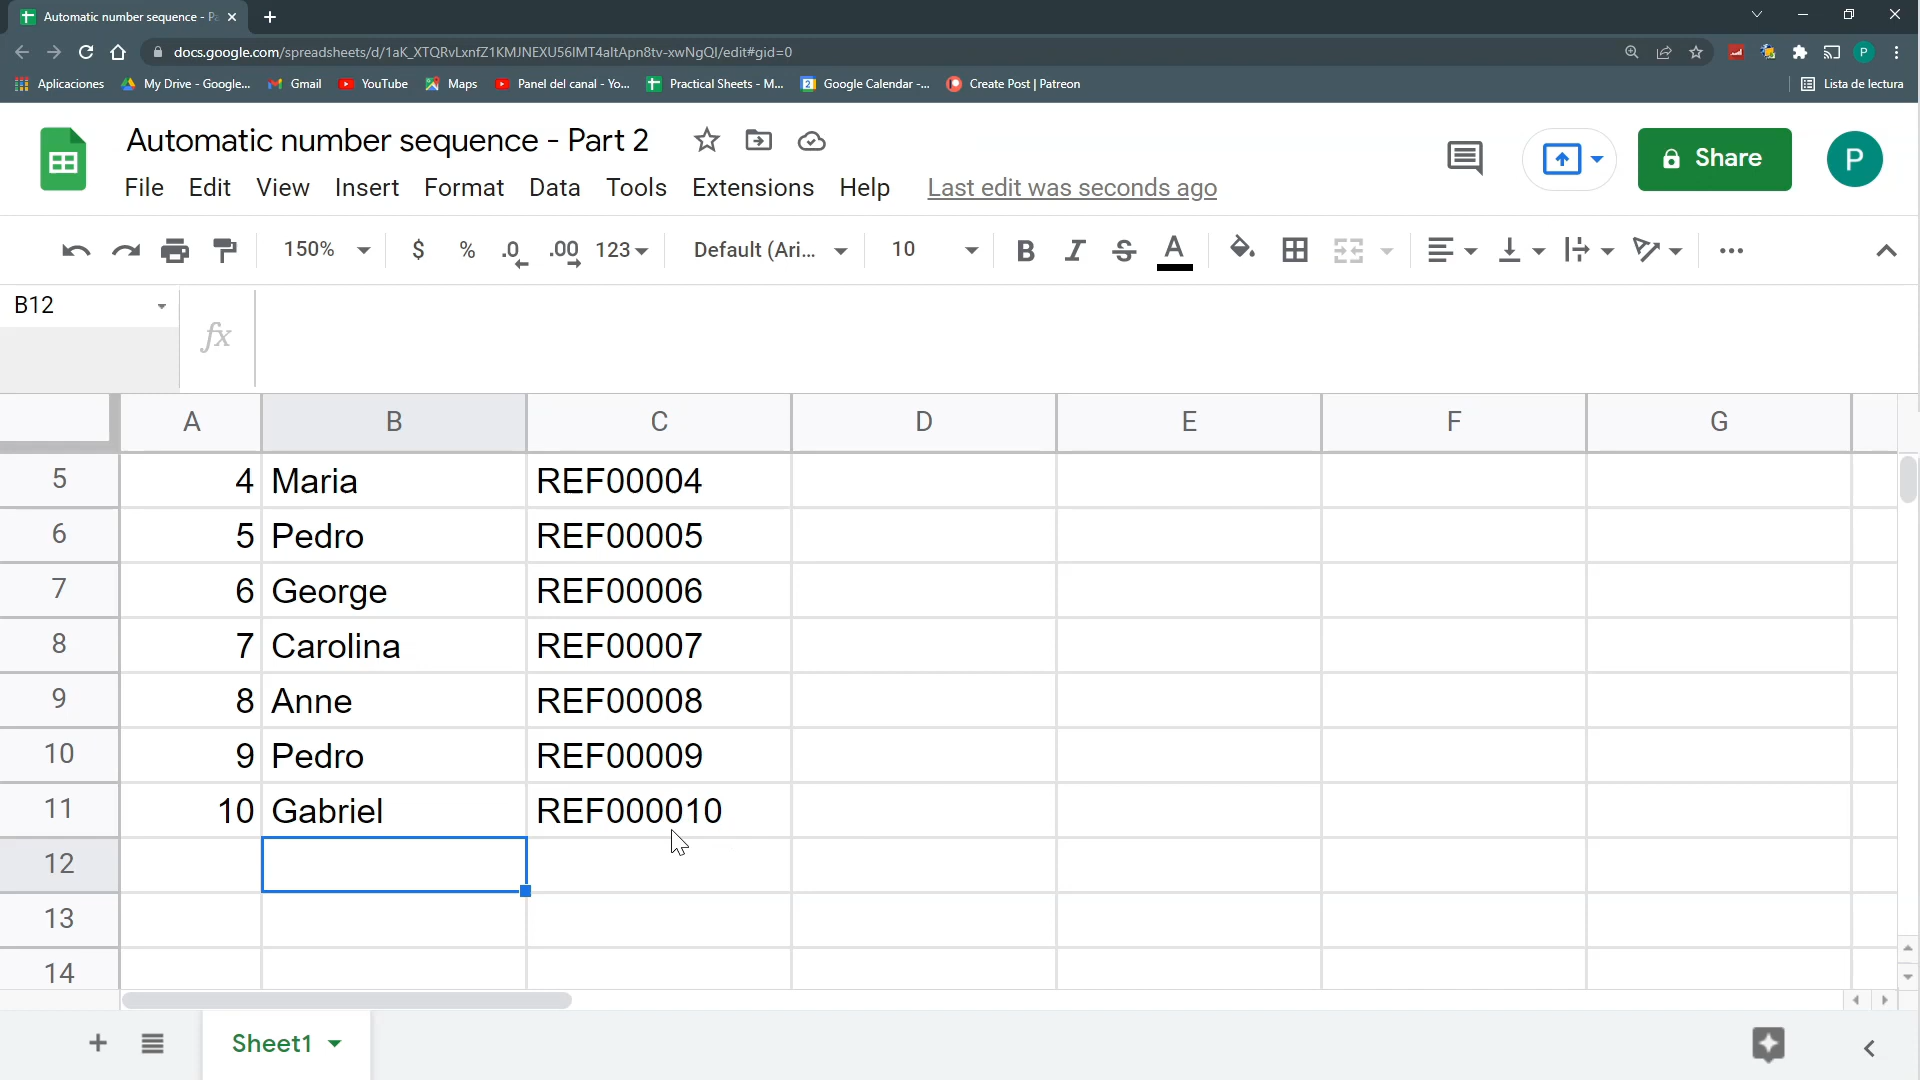 Automatic number sequence - Pa
docs.google.com/spreadsheets/d/1aK_XTQRvLxnfZ1KMJNEXU56IMT4altApn8tv-xwNgQI/edit#gid=0
P
Aplicaciones My Drive - Google... Gmail YouTube Maps Panel del canal - Yo... Practical Sheets - M... Google Calendar -... Create Post | Patreon Lista de lectura
Automatic number sequence - Part 2
Share
P
File Edit View Insert Format Data Tools Extensions Help Last edit was seconds ago
150% $ % .0 .00 123 Default (Ari... 10 B I S A
B12
fx
A B C D E F G
5 4 Maria REF00004
6 5 Pedro REF00005
7 6 George REF00006
8 7 Carolina REF00007
9 8 Anne REF00008
10 9 Pedro REF00009
11 10 Gabriel REF000010
12
13
14
Sheet1